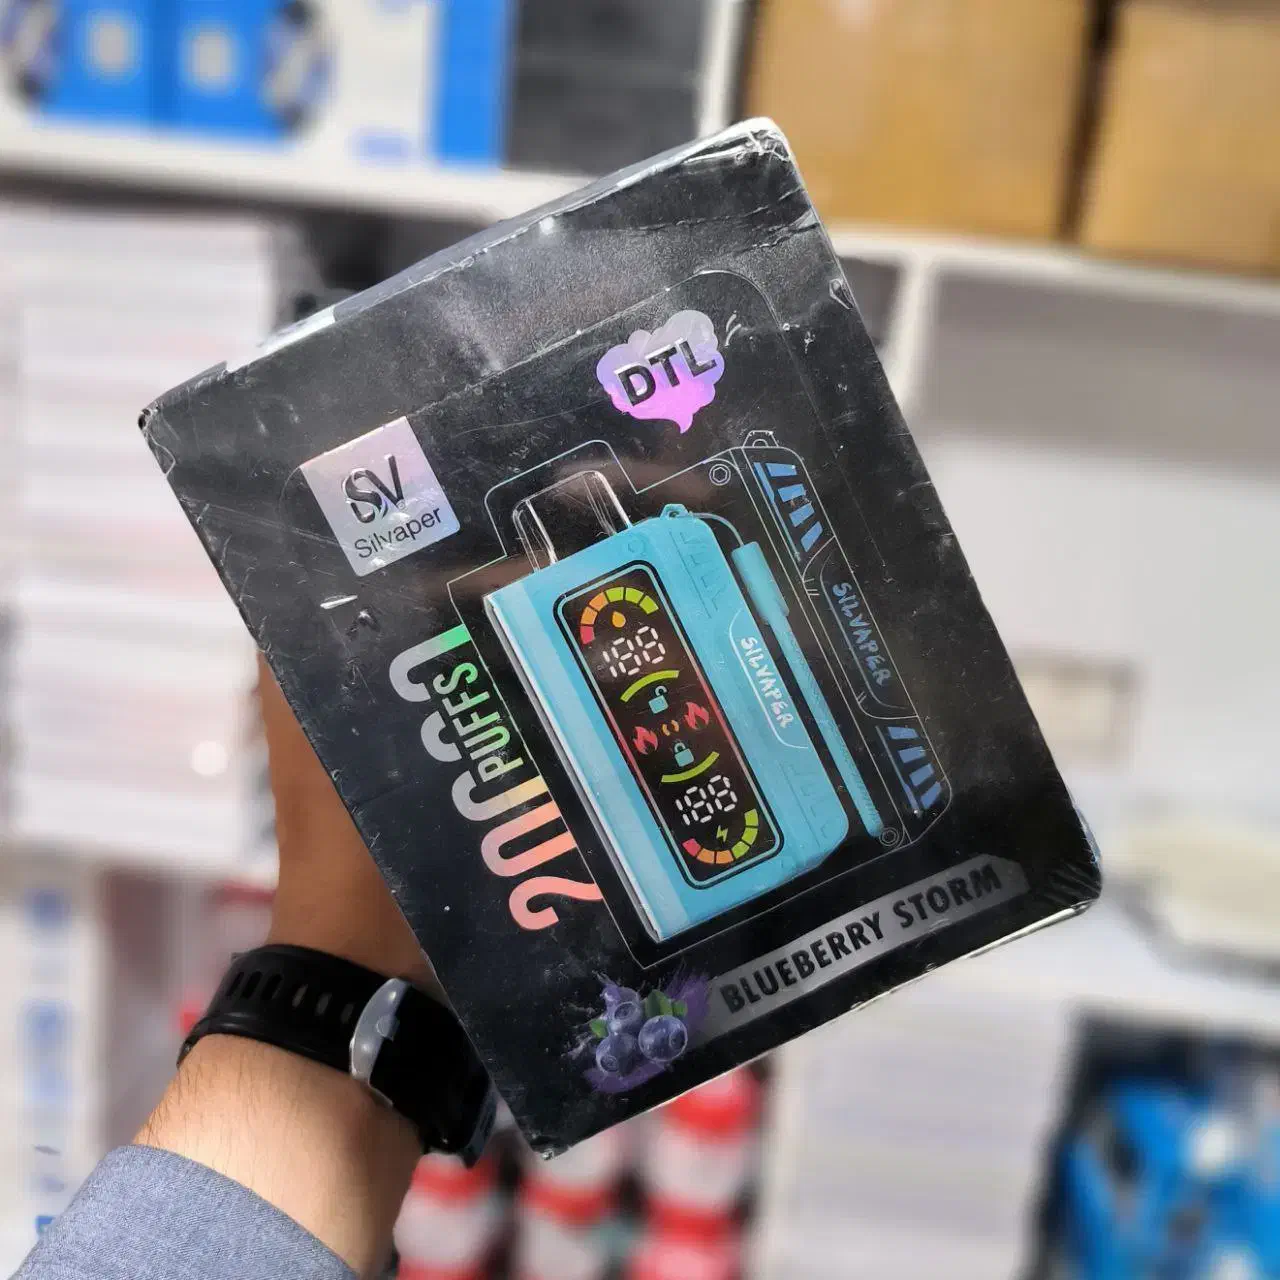 DTL
SV
Silvaper
20000
PUFFS
188
188
SILVAPER
SILVAPER
BLUEBERRY STORM